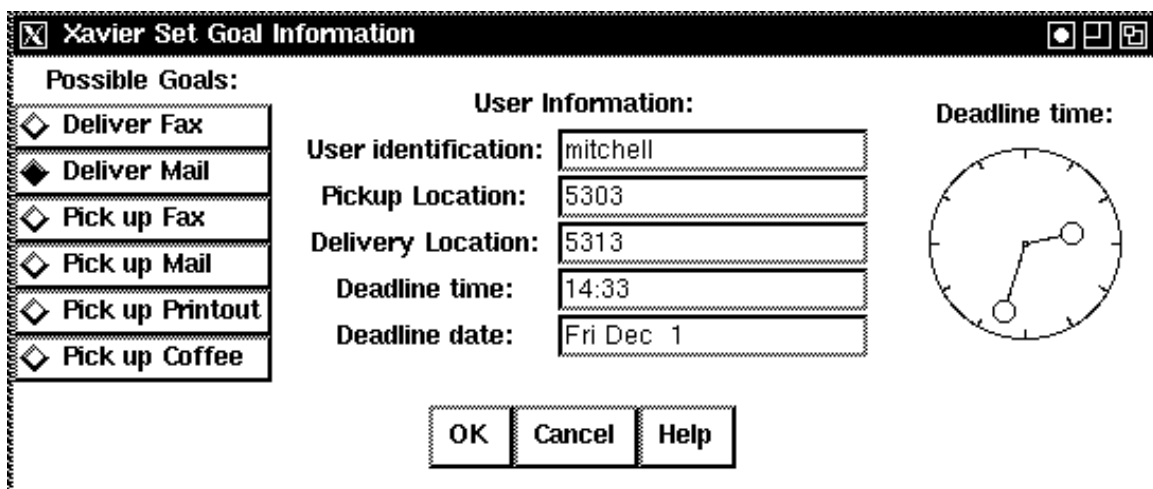 Xavier Set Goal Information
Possible Goals:
Deliver Fax
Deliver Mail
Pick up Fax
Pick up Mail
Pick up Printout
Pick up Coffee
User Information:
User identification: mitchell
Pickup Location: 5303
Delivery Location: 5313
Deadline time: 14:33
Deadline date: Fri Dec 1
Deadline time:
OK Cancel Help